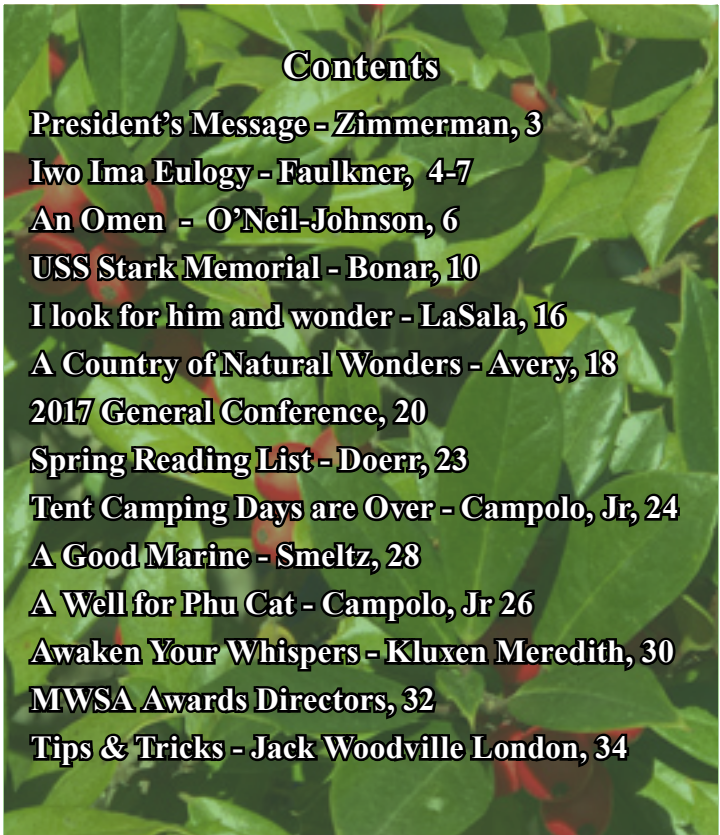 Contents
President's Message - Zimmerman, 3
Iwo Ima Eulogy - Faulkner,  4-7
An Omen  -  O'Neil-Johnson, 6
USS Stark Memorial - Bonar, 10
I look for him and wonder - LaSala, 16
A Country of Natural Wonders - Avery, 18
2017 General Conference, 20
Spring Reading List - Doerr, 23
Tent Camping Days are Over - Campolo, Jr, 24
A Good Marine - Smeltz, 28
A Well for Phu Cat - Campolo, Jr 26
Awaken Your Whispers - Kluxen Meredith, 30
MWSA Awards Directors, 32
Tips & Tricks - Jack Woodville London, 34